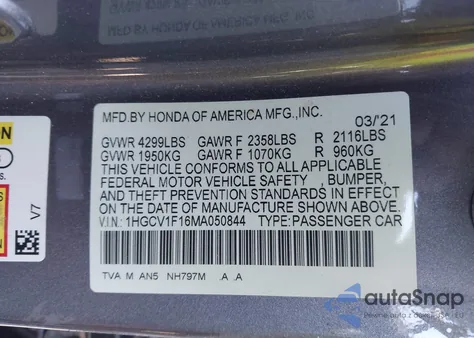 MFD.BY HONDA OF AMERICA MFG.,INC. 03/'21
GVWR 4299LBS GAWR F 2358LBS R 2116LBS
GVWR 1950KG GAWR F 1070KG R 960KG
THIS VEHICLE CONFORMS TO ALL APPLICABLE
FEDERAL MOTOR VEHICLE SAFETY , BUMPER,
AND THEFT PREVENTION STANDARDS IN EFFECT ON
THE DATE OF MANUFACTURE SHOWN ABOVE.
V.I.N.: 1HGCV1F16MA050844 TYPE:PASSENGER CAR
TVA M AN5 NH797M .A .A
V7
autoSnap